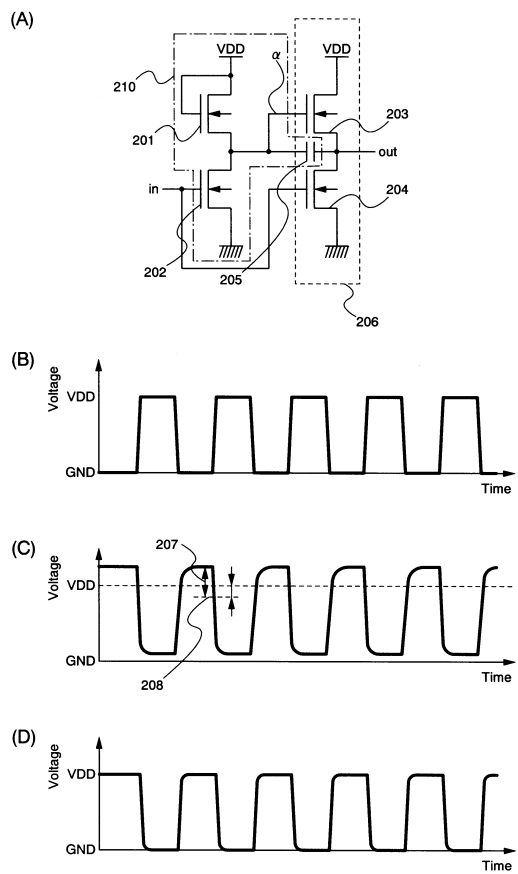 (A)
VDD VDD
210
α
201
203
out
in
204
202
205
206
(B)
Voltage
VDD
GND
Time
(C)
Voltage
207
VDD
GND
208
Time
(D)
Voltage
VDD
GND
Time